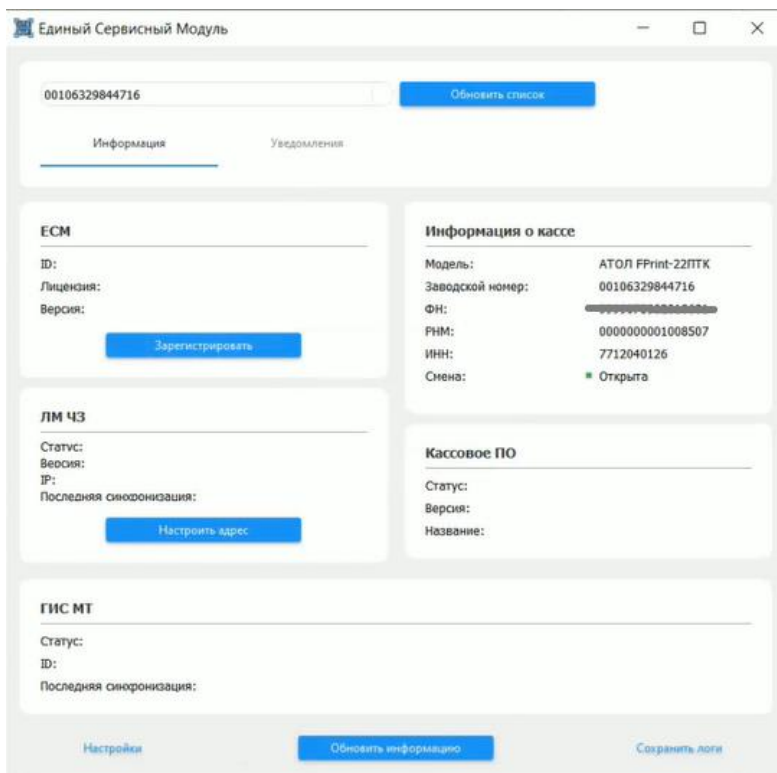 Единый Сервисный Модуль
00106329844716
Обновить список
Информация
Уведомления
ЕСМ
ID:
Лицензия:
Версия:
Зарегистрировать
Информация о кассе
Модель: АТОЛ FPrint-22ПТК
Заводской номер: 00106329844716
ФН:
РНМ: 0000000001008507
ИНН: 7712040126
Смена: Открыта
ЛМ ЧЗ
Статус:
Версия:
IP:
Последняя синхронизация:
Настроить адрес
Кассовое ПО
Статус:
Версия:
Название:
ГИС МТ
Статус:
ID:
Последняя синхронизация:
Настройки
Обновить информацию
Сохранить логи